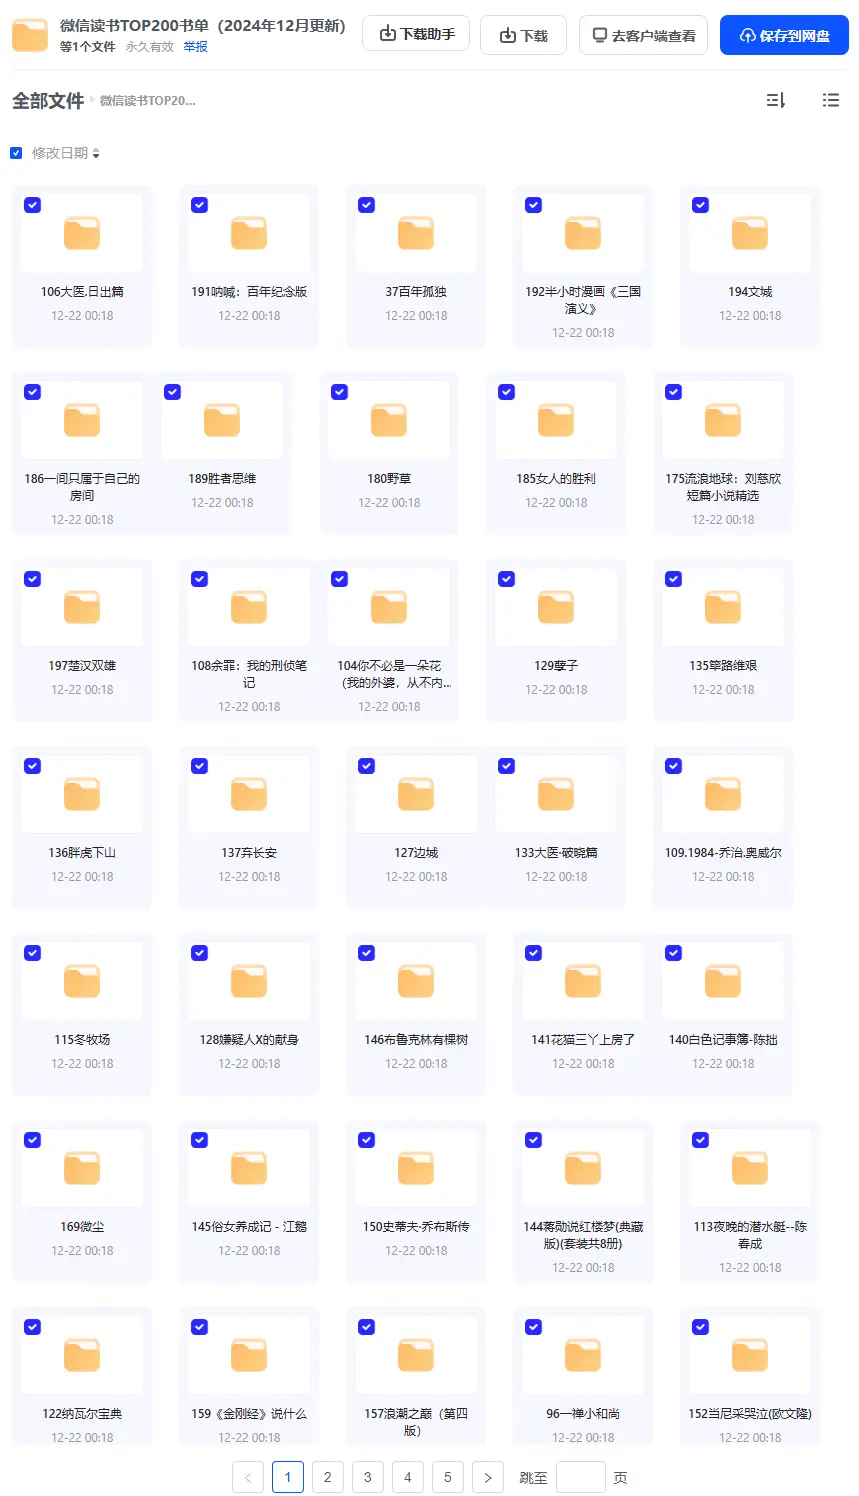 微信读书TOP200书单（2024年12月更新）
等1个文件 永久有效 举报
下载助手
下载
去客户端查看
保存到网盘
全部文件 微信读书TOP20...
修改日期
106大医.日出篇
12-22 00:18
191呐喊：百年纪念版
12-22 00:18
37百年孤独
12-22 00:18
192半小时漫画《三国
演义》
12-22 00:18
194文城
12-22 00:18
186一间只属于自己的
房间
12-22 00:18
189胜者思维
12-22 00:18
180野草
12-22 00:18
185女人的胜利
12-22 00:18
175流浪地球：刘慈欣
短篇小说精选
12-22 00:18
197楚汉双雄
12-22 00:18
108余罪：我的刑侦笔
记
12-22 00:18
104你不必是一朵花
（我的外婆，从不内...
12-22 00:18
129孽子
12-22 00:18
135筚路维艰
12-22 00:18
136胖虎下山
12-22 00:18
137弃长安
12-22 00:18
127边城
12-22 00:18
133大医·破晓篇
12-22 00:18
109.1984-乔治.奥威尔
12-22 00:18
115冬牧场
12-22 00:18
128嫌疑人X的献身
12-22 00:18
146布鲁克林有棵树
12-22 00:18
141花猫三丫上房了
12-22 00:18
140白色记事簿-陈拙
12-22 00:18
169微尘
12-22 00:18
145俗女养成记 - 江鹅
12-22 00:18
150史蒂夫·乔布斯传
12-22 00:18
144蒋勋说红楼梦(典藏
版)(套装共8册)
12-22 00:18
113夜晚的潜水艇--陈
春成
12-22 00:18
122纳瓦尔宝典
12-22 00:18
159《金刚经》说什么
12-22 00:18
157浪潮之巅（第四
版）
96一禅小和尚
12-22 00:18
152当尼采哭泣(欧文隆)
12-22 00:18
< 1 2 3 4 5 > 跳至 页